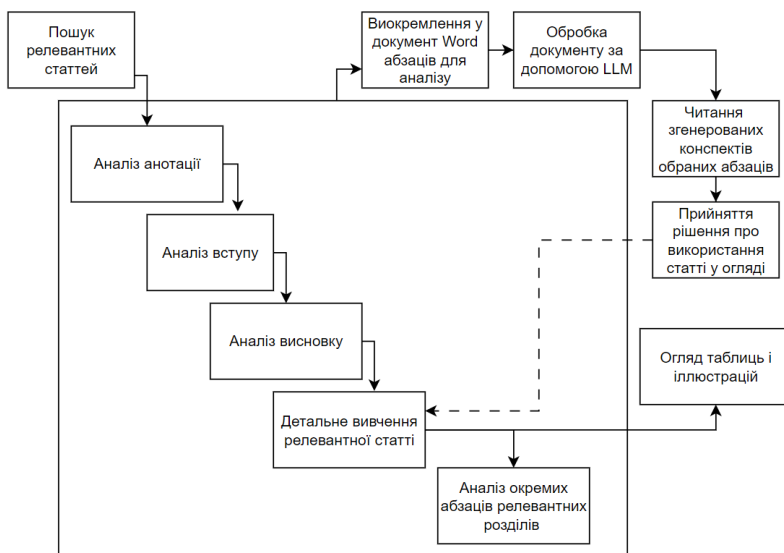 Пошук
релевантних
статтей
Виокремлення у
документ Word
абзаців для
аналізу
Обробка
документу за
допомогою LLM
Читання
згенерованих
конспектів
обраних абзаців
Прийняття
рішення про
використання
статті у огляді
Аналіз анотації
Аналіз вступу
Аналіз висновку
Детальне вивчення
релевантної статті
Огляд таблиць і
іллюстрацій
Аналіз окремих
абзаців релевантних
розділів